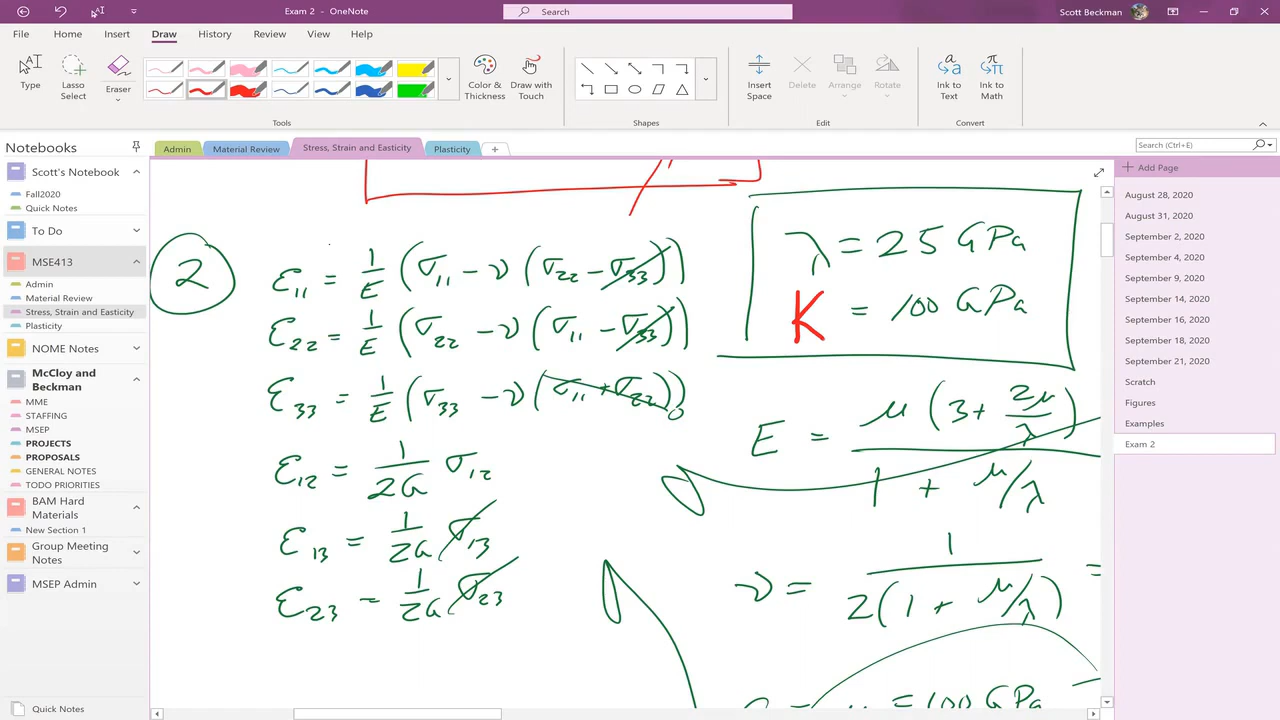 Exam 2 - OneNote
Search
Scott Beckman
File Home Insert Draw History Review View Help
Type
Lasso Select
Eraser
Color & Thickness
Draw with Touch
Insert Space
Delete
Arrange
Rotate
Ink to Text
Ink to Math
Tools
Shapes
Edit
Convert
Notebooks
Admin Material Review Stress, Strain and Easticity Plasticity +
Search (Ctrl+E)
Scott's Notebook
Fall2020
Quick Notes
To Do
MSE413
Admin
Material Review
Stress, Strain and Easticity
Plasticity
NOME Notes
McCloy and Beckman
MME
STAFFING
MSEP
PROJECTS
PROPOSALS
GENERAL NOTES
TODO PRIORITIES
BAM Hard Materials
New Section 1
Group Meeting Notes
MSEP Admin
Quick Notes
2
ε11 = 1/E (σ11 - ν (σ22 - σ33))
ε22 = 1/E (σ22 - ν (σ11 - σ33))
ε33 = 1/E (σ33 - ν (σ11 + σ22)) 0
ε12 = 1/2G σ12
ε13 = 1/2G σ13
ε23 = 1/2G σ23
λ = 25 GPa
K = 100 GPa
E = μ (3 + 2μ/λ) / 1 + μ/λ
ν = 1 / 2(1 + μ/λ) =
= 100 GPa
Add Page
August 28, 2020
August 31, 2020
September 2, 2020
September 4, 2020
September 9, 2020
September 14, 2020
September 16, 2020
September 18, 2020
September 21, 2020
Scratch
Figures
Examples
Exam 2